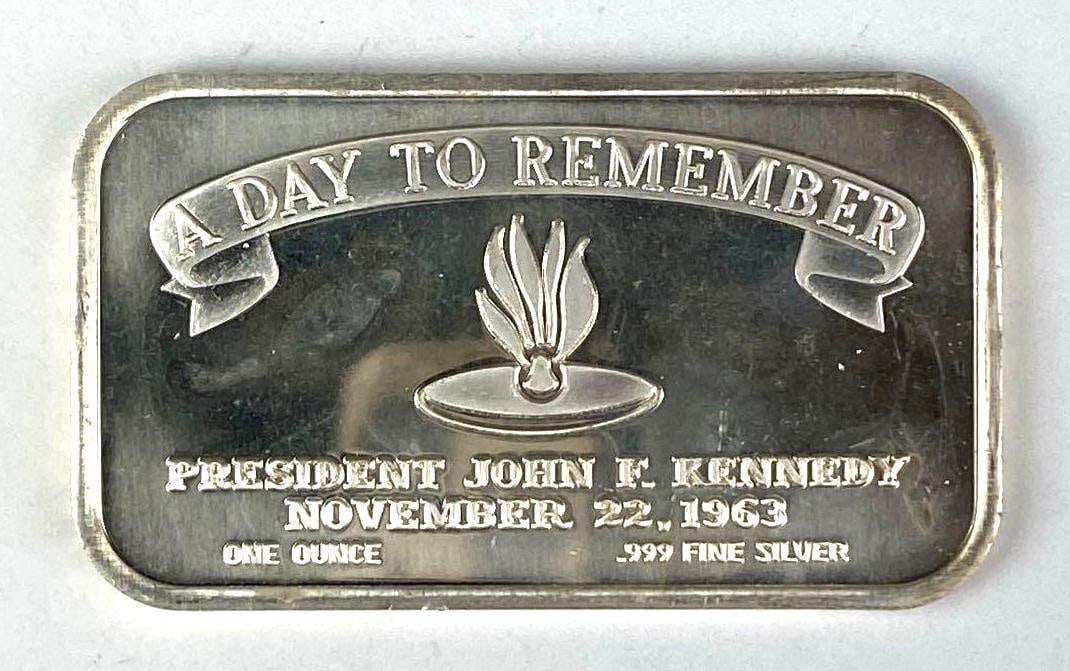 A DAY TO REMEMBER
PRESIDENT JOHN F. KENNEDY
NOVEMBER 22, 1963
ONE OUNCE .999 FINE SILVER